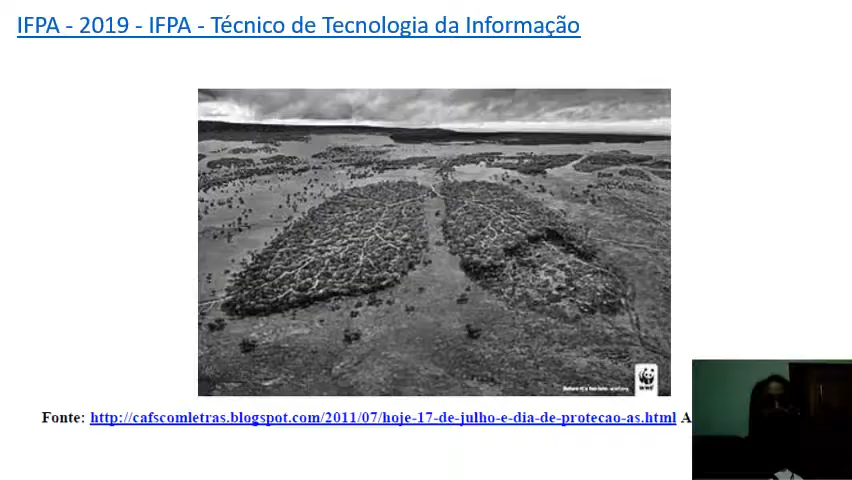 IFPA - 2019 - IFPA - Técnico de Tecnologia da Informação
WWF
Fonte: http://cafscomletras.blogspot.com/2011/07/hoje-17-de-julho-e-dia-de-protecao-as.html A